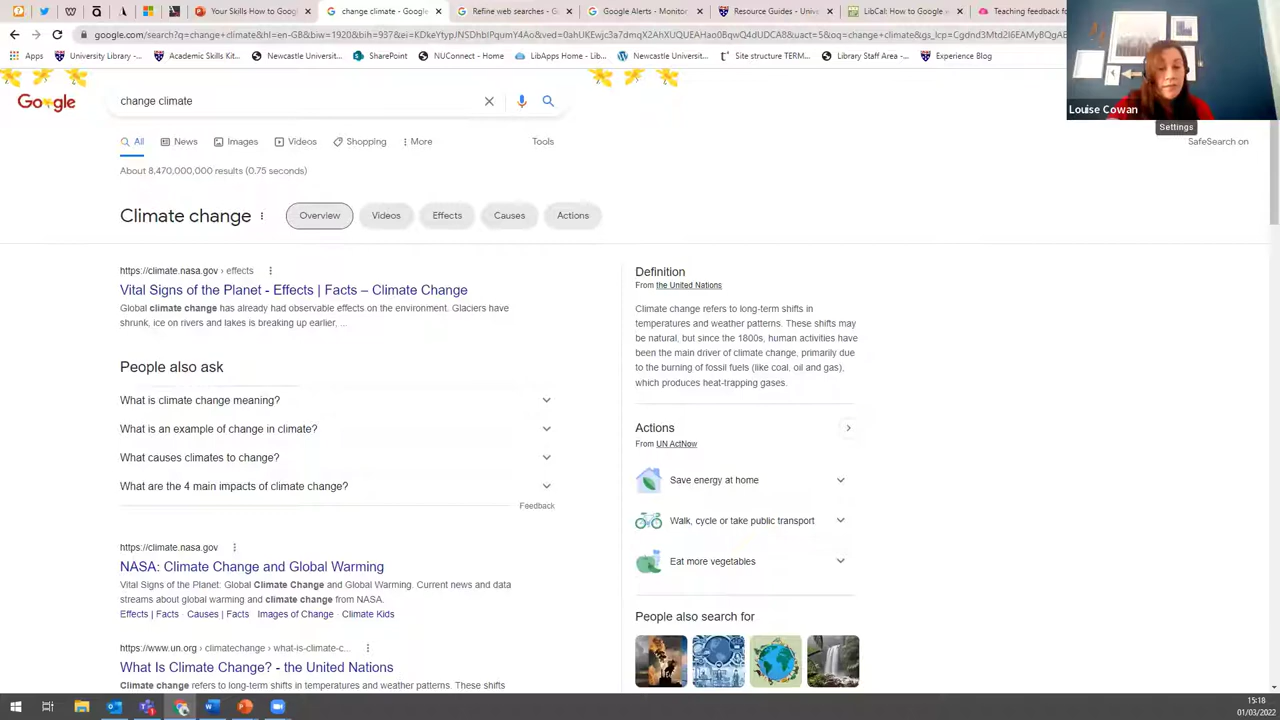 Your Skills How to Go
change climate - Google
Refine web searches - G
Google Alerts - Monitor
Resource Guides - Unive
LibCal: How to Google
Teaching feedback fo
google.com/search?q=change+climate&hl=en-GB&biw=1920&bih=937&ei=
Apps
University Library -...
Academic Skills Kit...
Newcastle Universit...
SharePoint
NUConnect - Home
LibApps Home - Lib...
Newcastle Universit...
Site structure TERM...
Library Staff Area -...
Experience Blog
Louise Cowan
Settings
Google
change climate
All
News
Images
Videos
Shopping
More
Tools
SafeSearch on
About 8,470,000,000 results (0.75 seconds)
Climate change
Overview
Videos
Effects
Causes
Actions
https://climate.nasa.gov › effects
Vital Signs of the Planet - Effects | Facts – Climate Change
Global climate change has already had observable effects on the environment. Glaciers have
shrunk, ice on rivers and lakes is breaking up earlier, ...
People also ask
What is climate change meaning?
What is an example of change in climate?
What causes climates to change?
What are the 4 main impacts of climate change?
Feedback
https://climate.nasa.gov
NASA: Climate Change and Global Warming
Vital Signs of the Planet: Global Climate Change and Global Warming. Current news and data
streams about global warming and climate change from NASA.
Effects | Facts · Causes | Facts · Images of Change · Climate Kids
https://www.un.org › climatechange › what-is-climate-c...
What Is Climate Change? - the United Nations
Climate change refers to long-term shifts in temperatures and weather patterns. These shifts
Definition
From the United Nations
Climate change refers to long-term shifts in
temperatures and weather patterns. These shifts may
be natural, but since the 1800s, human activities have
been the main driver of climate change, primarily due
to the burning of fossil fuels (like coal, oil and gas),
which produces heat-trapping gases.
Actions
From UN ActNow
Save energy at home
Walk, cycle or take public transport
Eat more vegetables
People also search for
15:18
01/03/2022